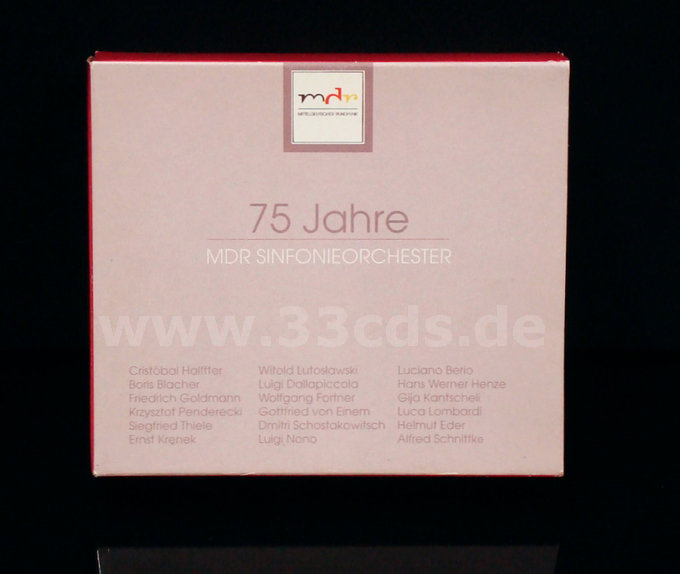 mdr
MITTELDEUTSCHER RUNDFUNK
75 Jahre
MDR SINFONIEORCHESTER
www.33cds.de
Cristóbal Halffter
Boris Blacher
Friedrich Goldmann
Krzysztof Penderecki
Siegfried Thiele
Ernst Kręnek
Witold Lutosławski
Luigi Dallapiccola
Wolfgang Fortner
Gottfried von Einem
Dmitri Schostakowitsch
Luigi Nono
Luciano Berio
Hans Werner Henze
Gija Kantscheli
Luca Lombardi
Helmut Eder
Alfred Schnittke